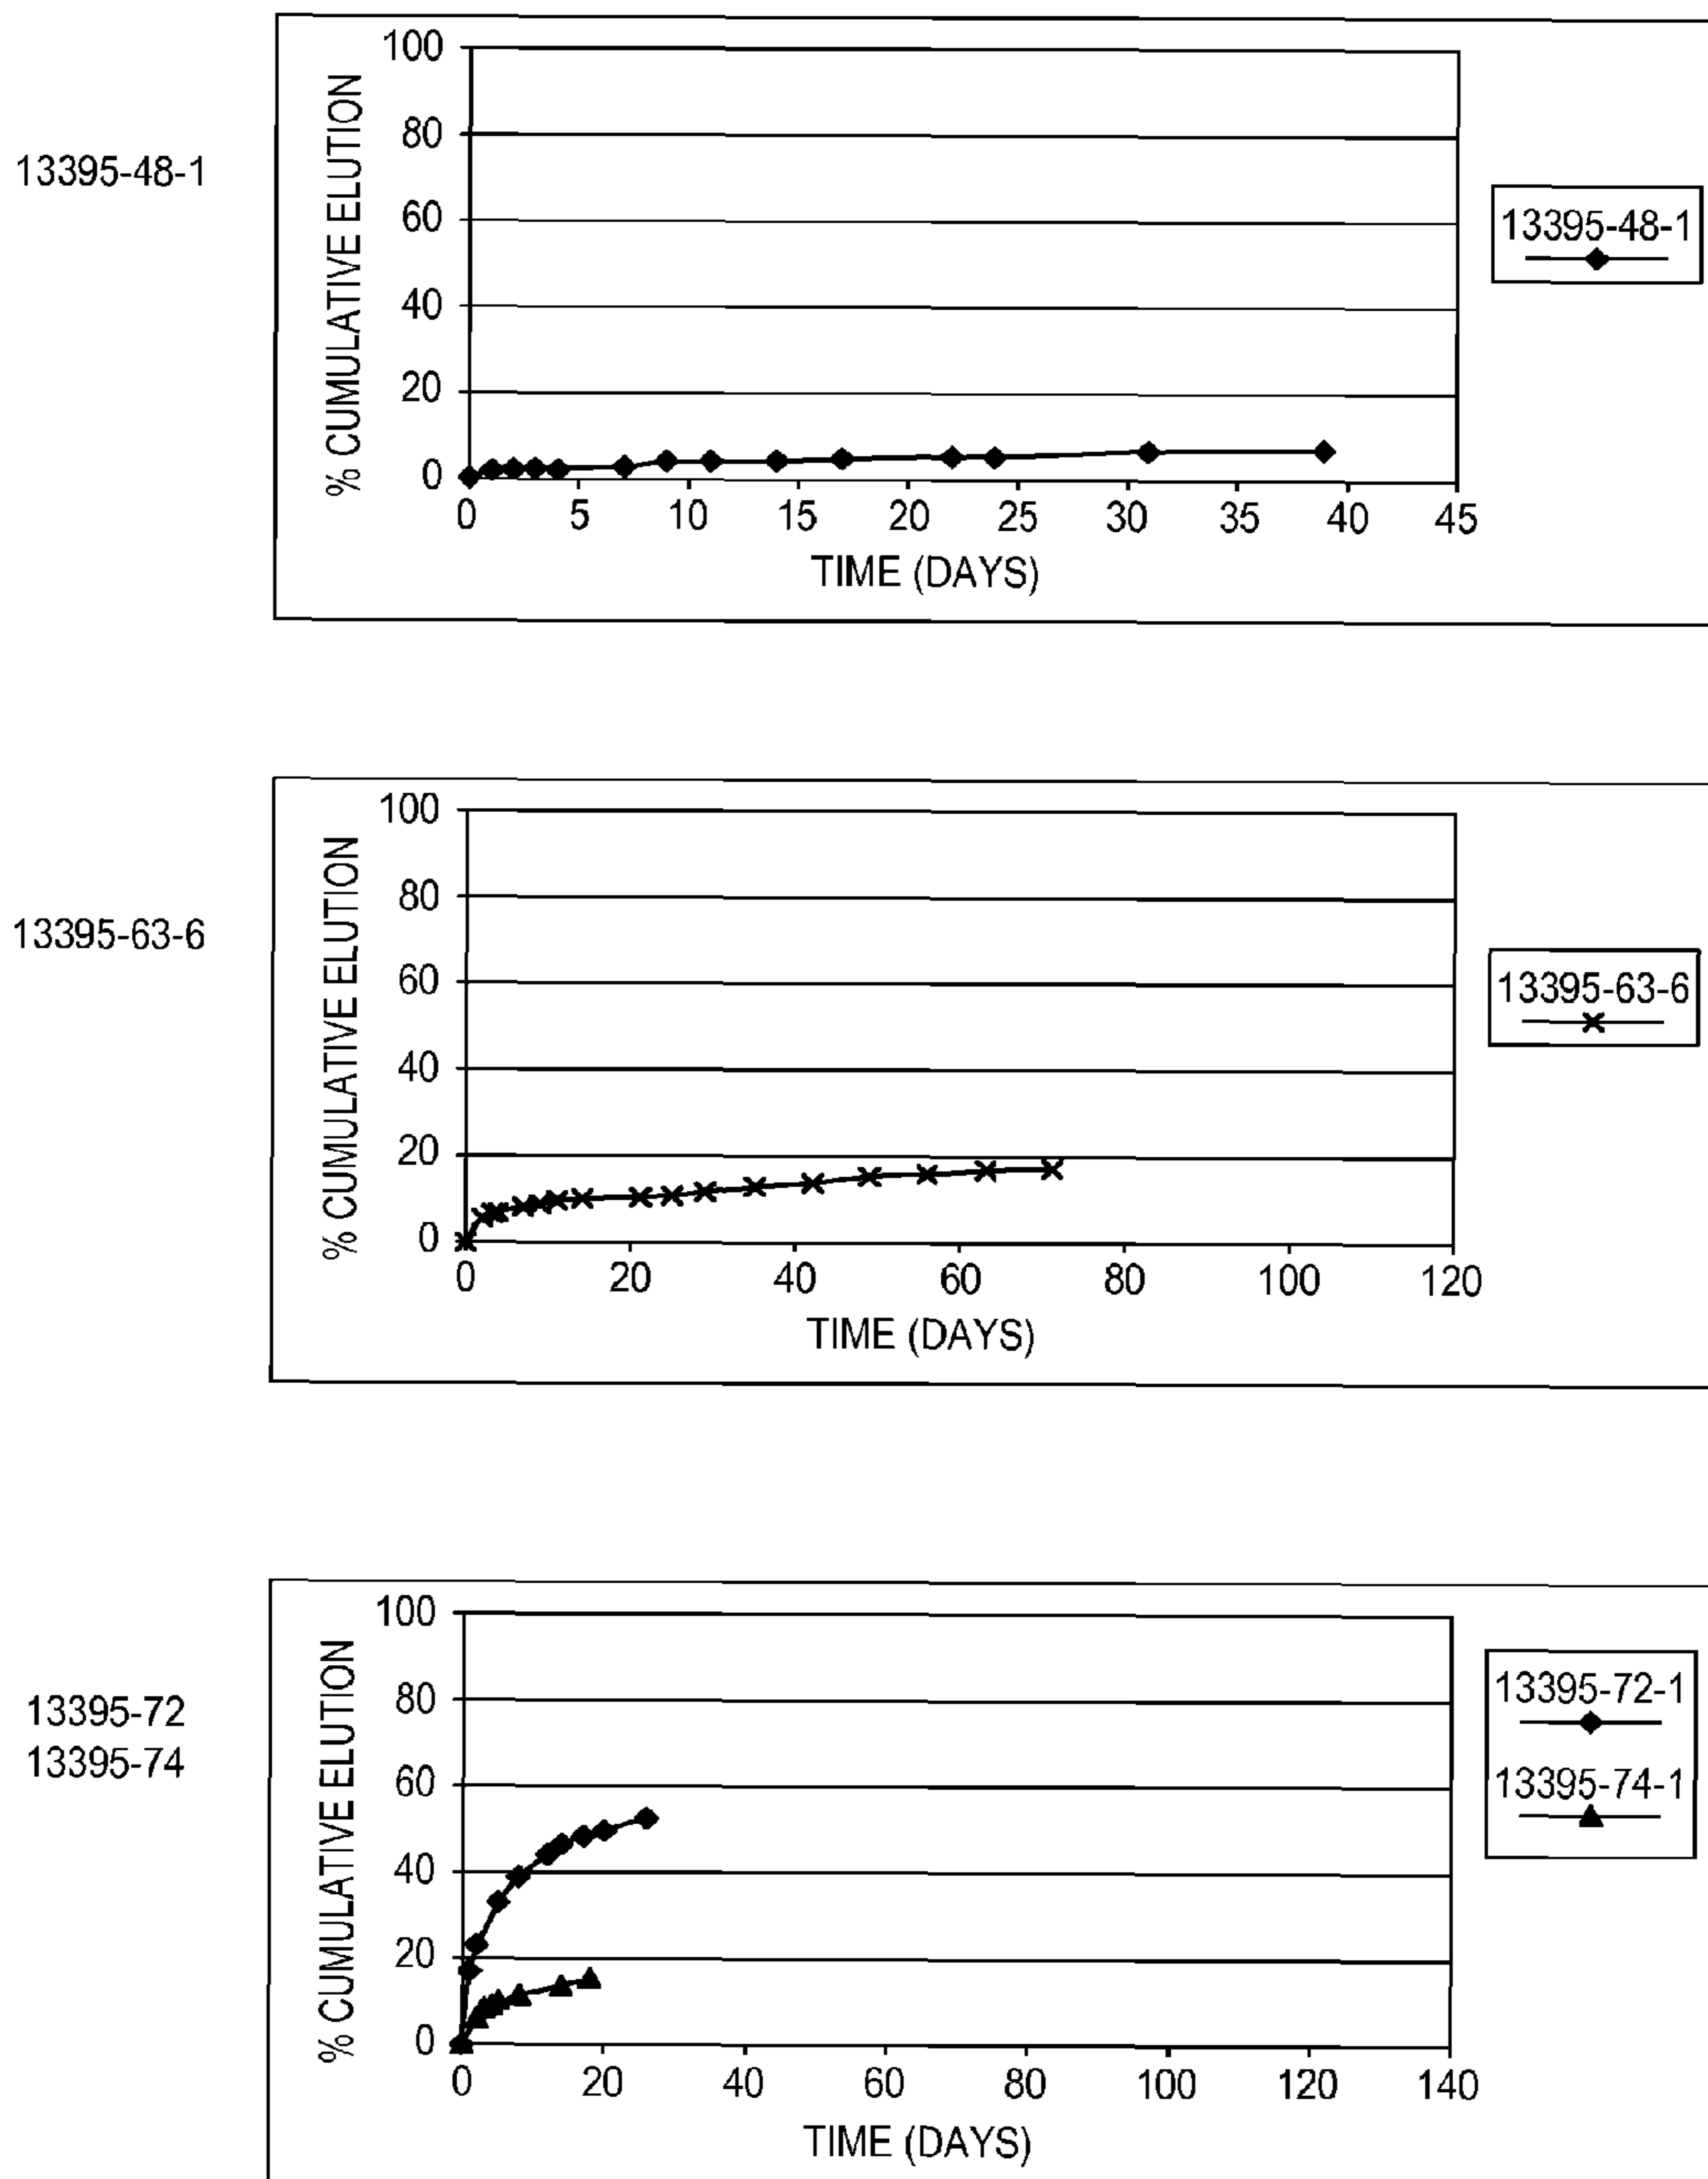 13395-48-1
% CUMULATIVE ELUTION
100
80
60
40
20
0
0 5 10 15 20 25 30 35 40 45
TIME (DAYS)
13395-48-1
13395-63-6
% CUMULATIVE ELUTION
100
80
60
40
20
0
0 20 40 60 80 100 120
TIME (DAYS)
13395-63-6
13395-72
13395-74
% CUMULATIVE ELUTION
100
80
60
40
20
0
0 20 40 60 80 100 120 140
TIME (DAYS)
13395-72-1
13395-74-1